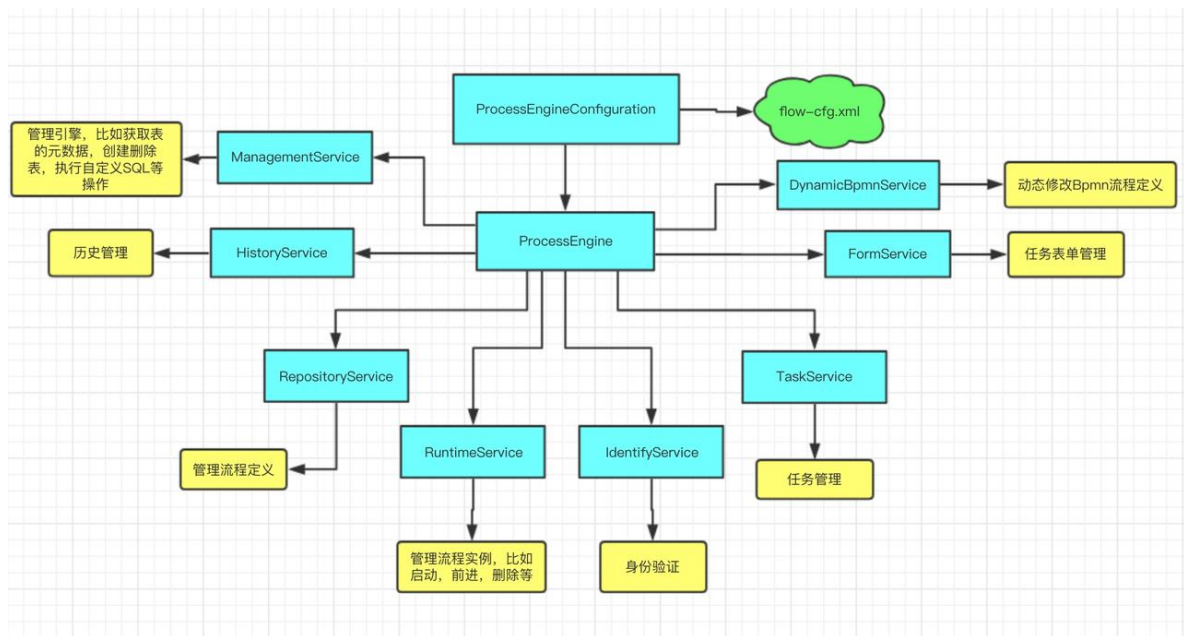 ProcessEngineConfiguration
flow-cfg.xml
管理引擎，比如获取表
的元数据，创建删除
表，执行自定义SQL等
操作
ManagementService
DynamicBpmnService
动态修改Bpmn流程定义
历史管理
HistoryService
ProcessEngine
FormService
任务表单管理
RepositoryService
TaskService
管理流程定义
RuntimeService
IdentifyService
任务管理
管理流程实例，比如
启动，前进，删除等
身份验证